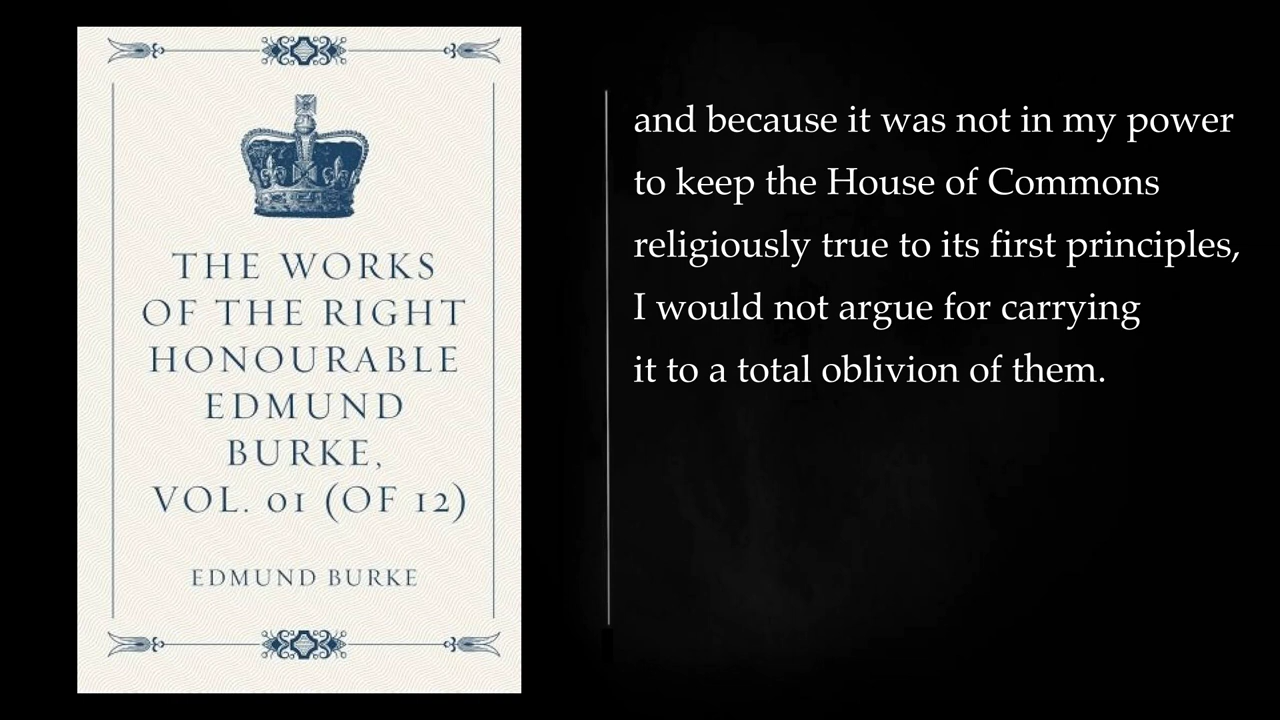 THE WORKS
OF THE RIGHT
HONOURABLE
EDMUND
BURKE,
VOL. 01 (OF 12)
EDMUND BURKE
and because it was not in my power
to keep the House of Commons
religiously true to its first principles,
I would not argue for carrying
it to a total oblivion of them.